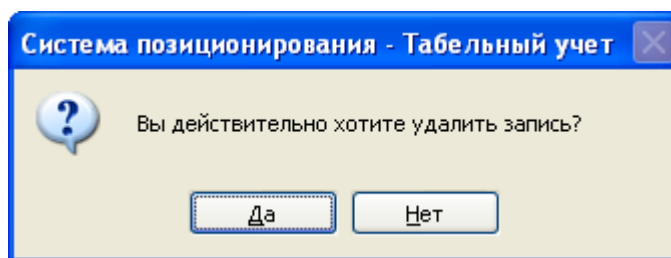 Система позиционирования - Табельный учет
Вы действительно хотите удалить запись?
Да Нет